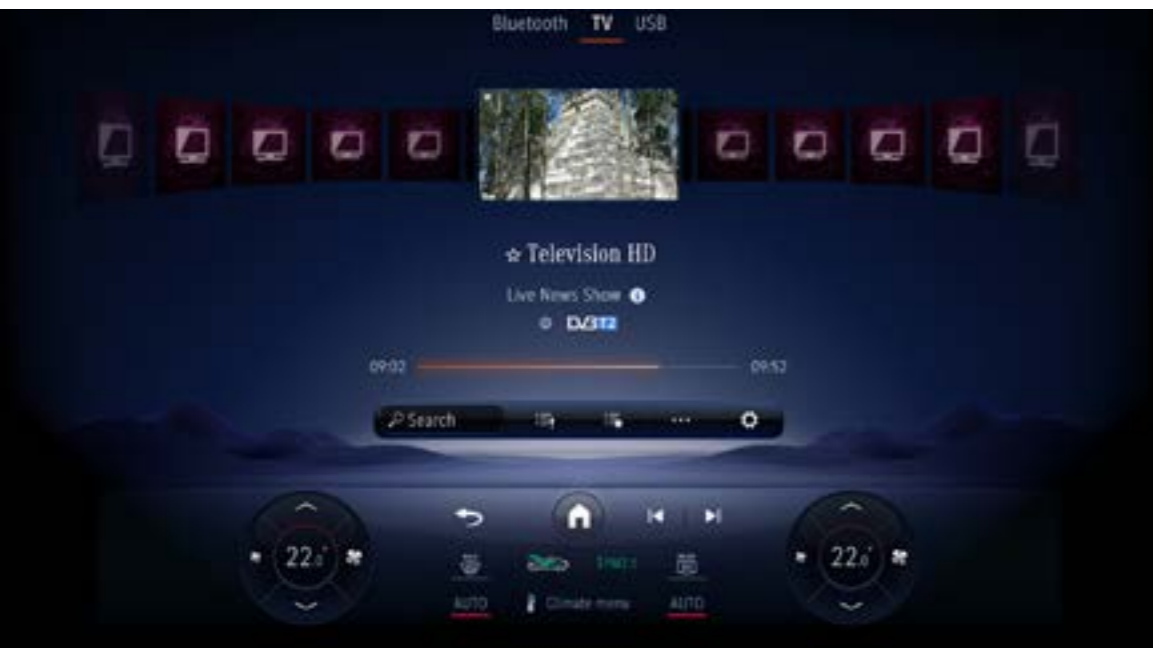 Bluetooth TV USB
Television HD
Live News Show
DVB T2
09:02 09:52
Search
22.0° 22.0°
AUTO Climate menu AUTO